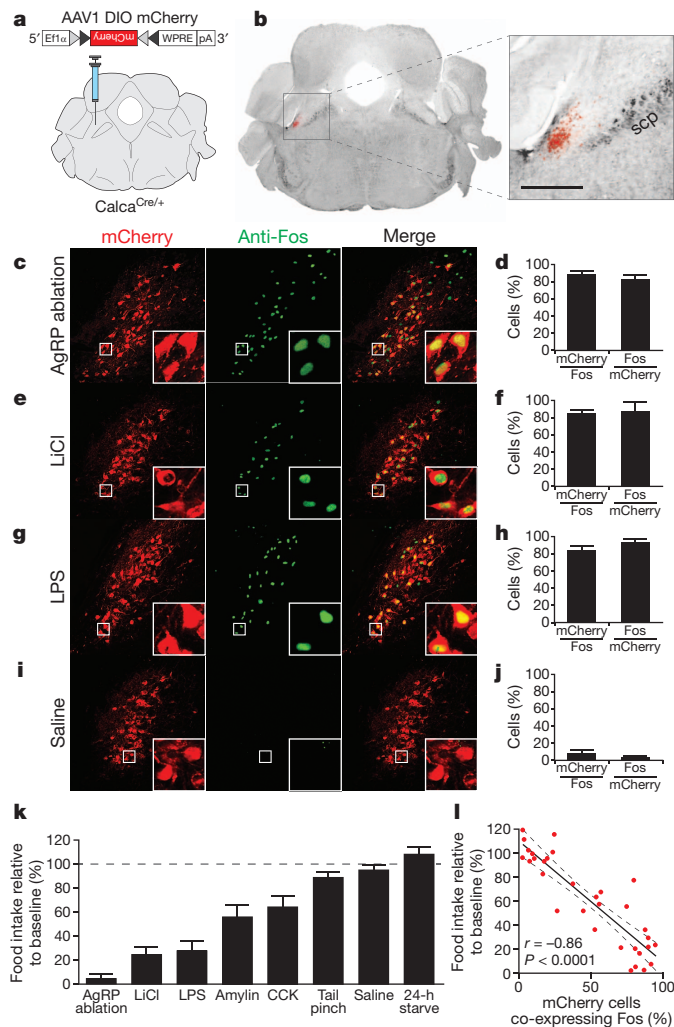 a
AAV1 DIO mCherry
5′ Ef1α mCherry WPRE pA 3′
Calca^Cre/+
b
scp
mCherry Anti-Fos Merge
c
AgRP ablation
d
Cells (%)
100
80
60
40
20
0
mCherry Fos
Fos mCherry
e
LiCl
f
Cells (%)
100
80
60
40
20
0
mCherry Fos
Fos mCherry
g
LPS
h
Cells (%)
100
80
60
40
20
0
mCherry Fos
Fos mCherry
i
Saline
j
Cells (%)
100
80
60
40
20
0
mCherry Fos
Fos mCherry
k
Food intake relative
to baseline (%)
120
100
80
60
40
20
0
AgRP ablation
LiCl
LPS
Amylin
CCK
Tail pinch
Saline
24-h starve
l
Food intake relative
to baseline (%)
120
100
80
60
40
20
0
r = −0.86
P < 0.0001
0 50 100
mCherry cells
co-expressing Fos (%)